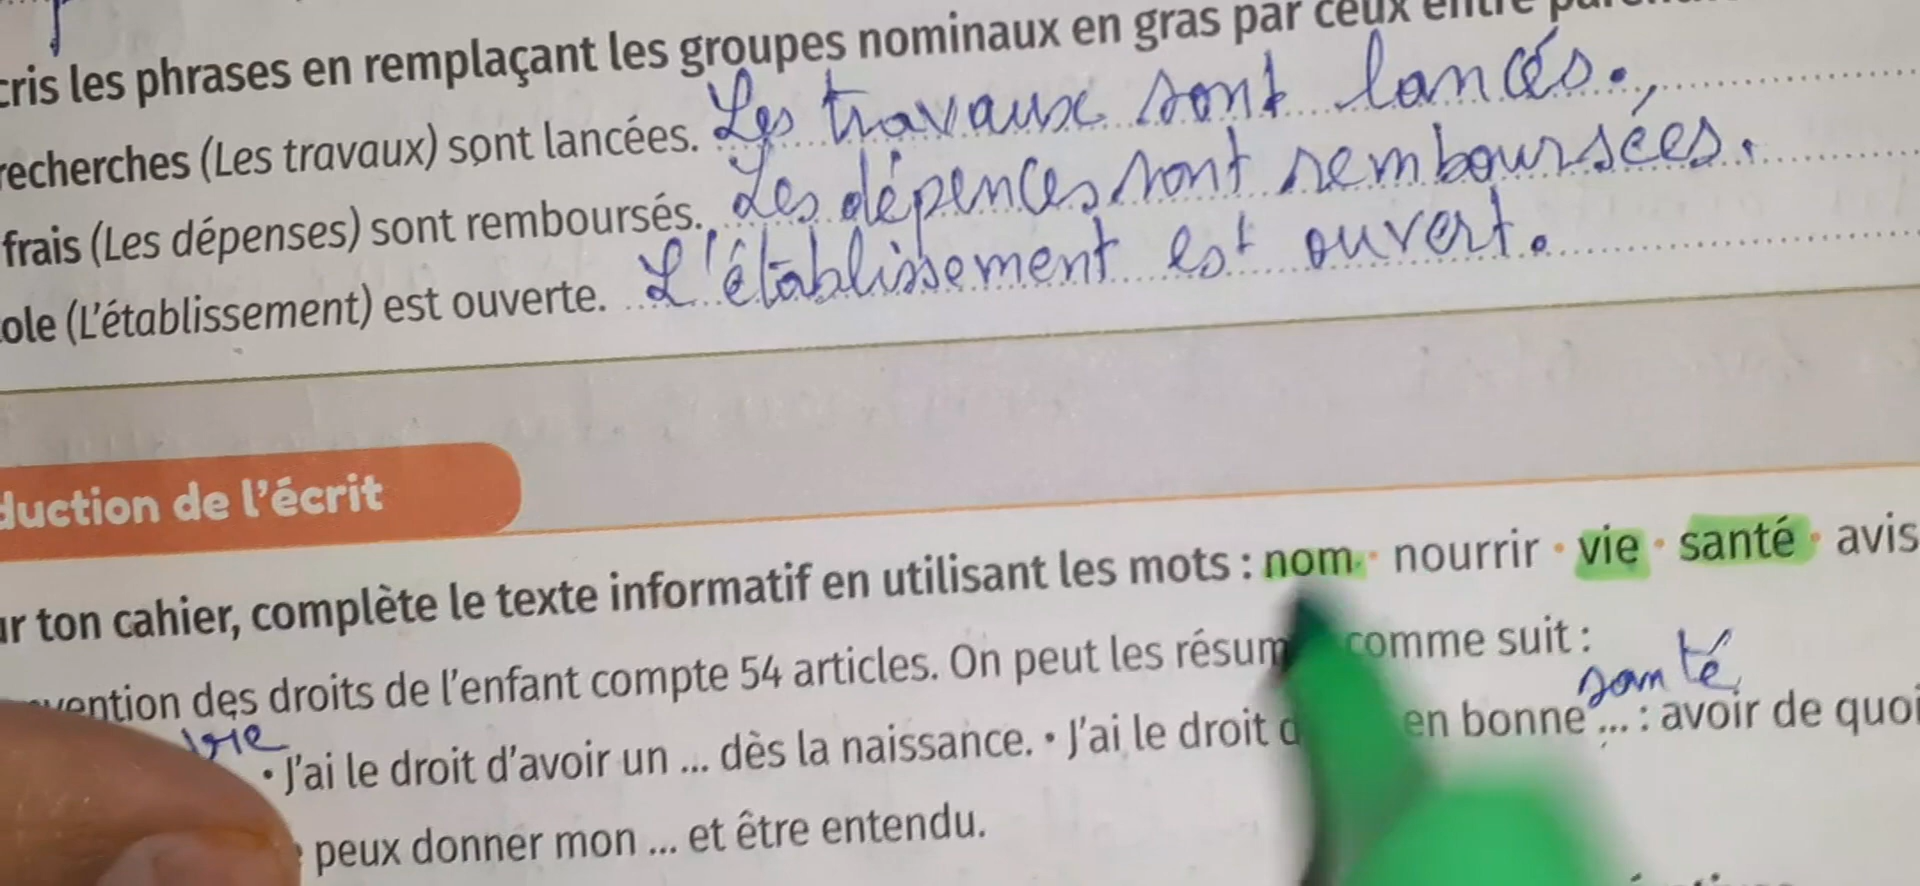 cris les phrases en remplaçant les groupes nominaux en gras par ceux entre
recherches (Les travaux) sont lancées. Les travaux sont lancés.
frais (Les dépenses) sont remboursés. Les dépences sont remboursées.
ole (L'établissement) est ouverte. L'établissement est ouvert.
duction de l'écrit
ur ton cahier, complète le texte informatif en utilisant les mots : nom • nourrir • vie • santé • avis
vention des droits de l'enfant compte 54 articles. On peut les résum comme suit :
vie santé
• J'ai le droit d'avoir un ... dès la naissance. • J'ai le droit d en bonne ... : avoir de quoi
peux donner mon ... et être entendu.